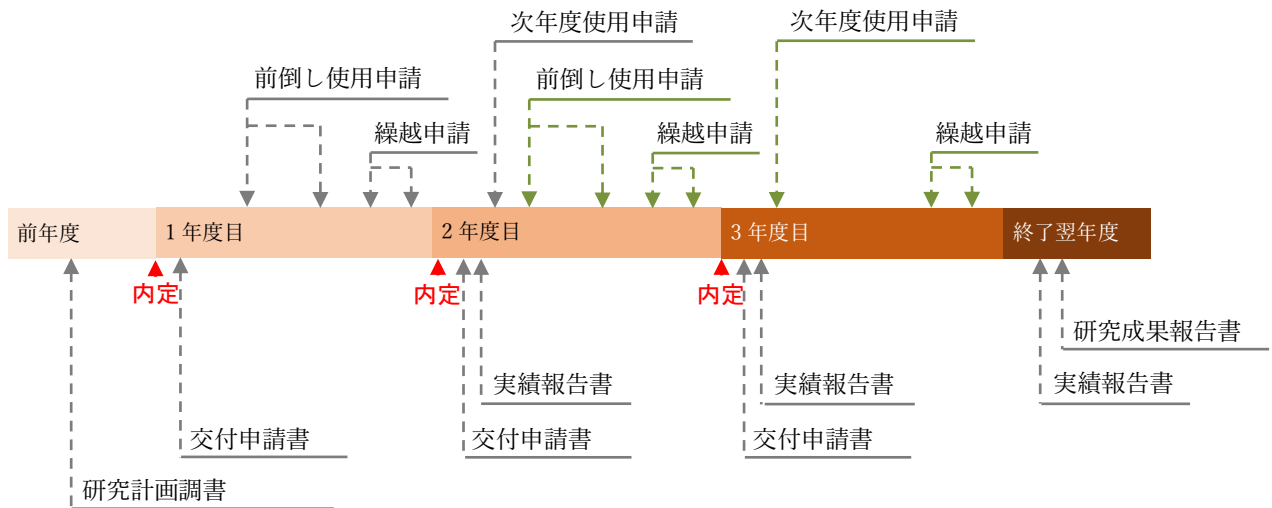 次年度使用申請
次年度使用申請
前倒し使用申請
前倒し使用申請
繰越申請
繰越申請
繰越申請
前年度
1 年度目
2 年度目
3 年度目
終了翌年度
内定
内定
内定
研究成果報告書
実績報告書
実績報告書
実績報告書
交付申請書
交付申請書
交付申請書
研究計画調書